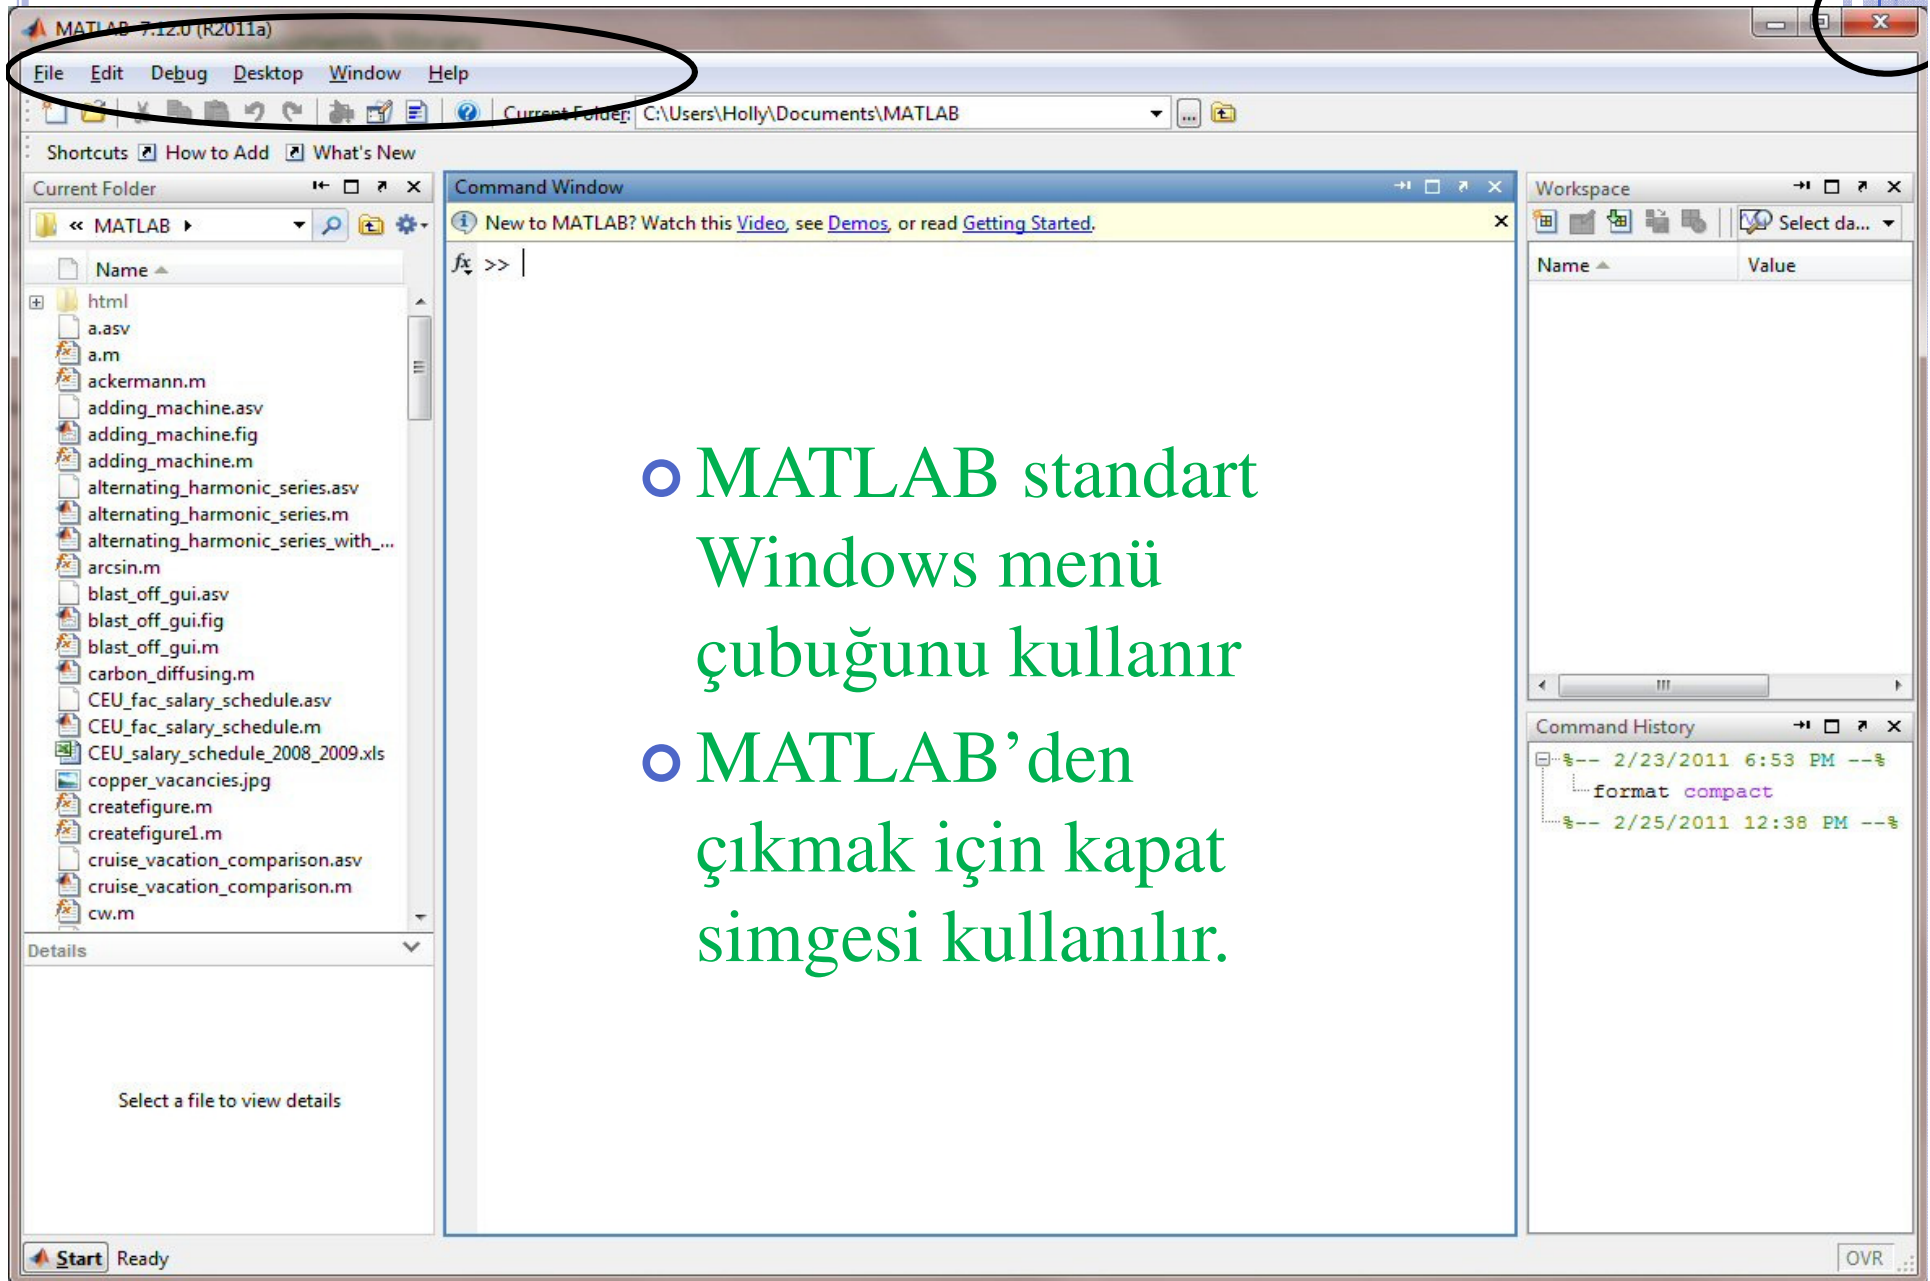 MATLAB 7.12.0 (R2011a)
File Edit Debug Desktop Window Help
Current Folder: C:\Users\Holly\Documents\MATLAB ...
Shortcuts How to Add What's New
Current Folder
« MATLAB
Name
html
a.asv
a.m
ackermann.m
adding_machine.asv
adding_machine.fig
adding_machine.m
alternating_harmonic_series.asv
alternating_harmonic_series.m
alternating_harmonic_series_with_...
arcsin.m
blast_off_gui.asv
blast_off_gui.fig
blast_off_gui.m
carbon_diffusing.m
CEU_fac_salary_schedule.asv
CEU_fac_salary_schedule.m
CEU_salary_schedule_2008_2009.xls
copper_vacancies.jpg
createfigure.m
createfigure1.m
cruise_vacation_comparison.asv
cruise_vacation_comparison.m
cw.m
Details
Select a file to view details
Command Window
New to MATLAB? Watch this Video, see Demos, or read Getting Started.
fx >>
MATLAB standart
Windows menü
çubuğunu kullanır
MATLAB’den
çıkmak için kapat
simgesi kullanılır.
Workspace
Select da...
Name Value
Command History
%-- 2/23/2011 6:53 PM --%
format compact
%-- 2/25/2011 12:38 PM --%
Start Ready
OVR